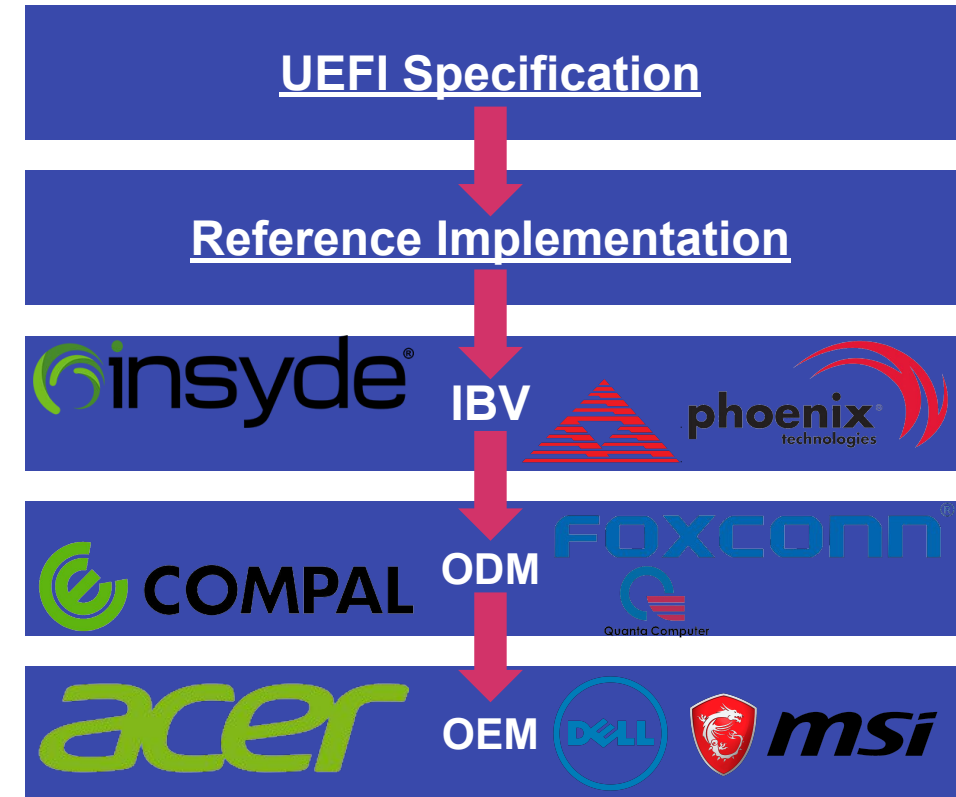 UEFI Specification
Reference Implementation
insyde®
IBV
phoenix®
technologies
COMPAL
ODM
FOXCONN®
Quanta Computer
acer
OEM
DELL
msi